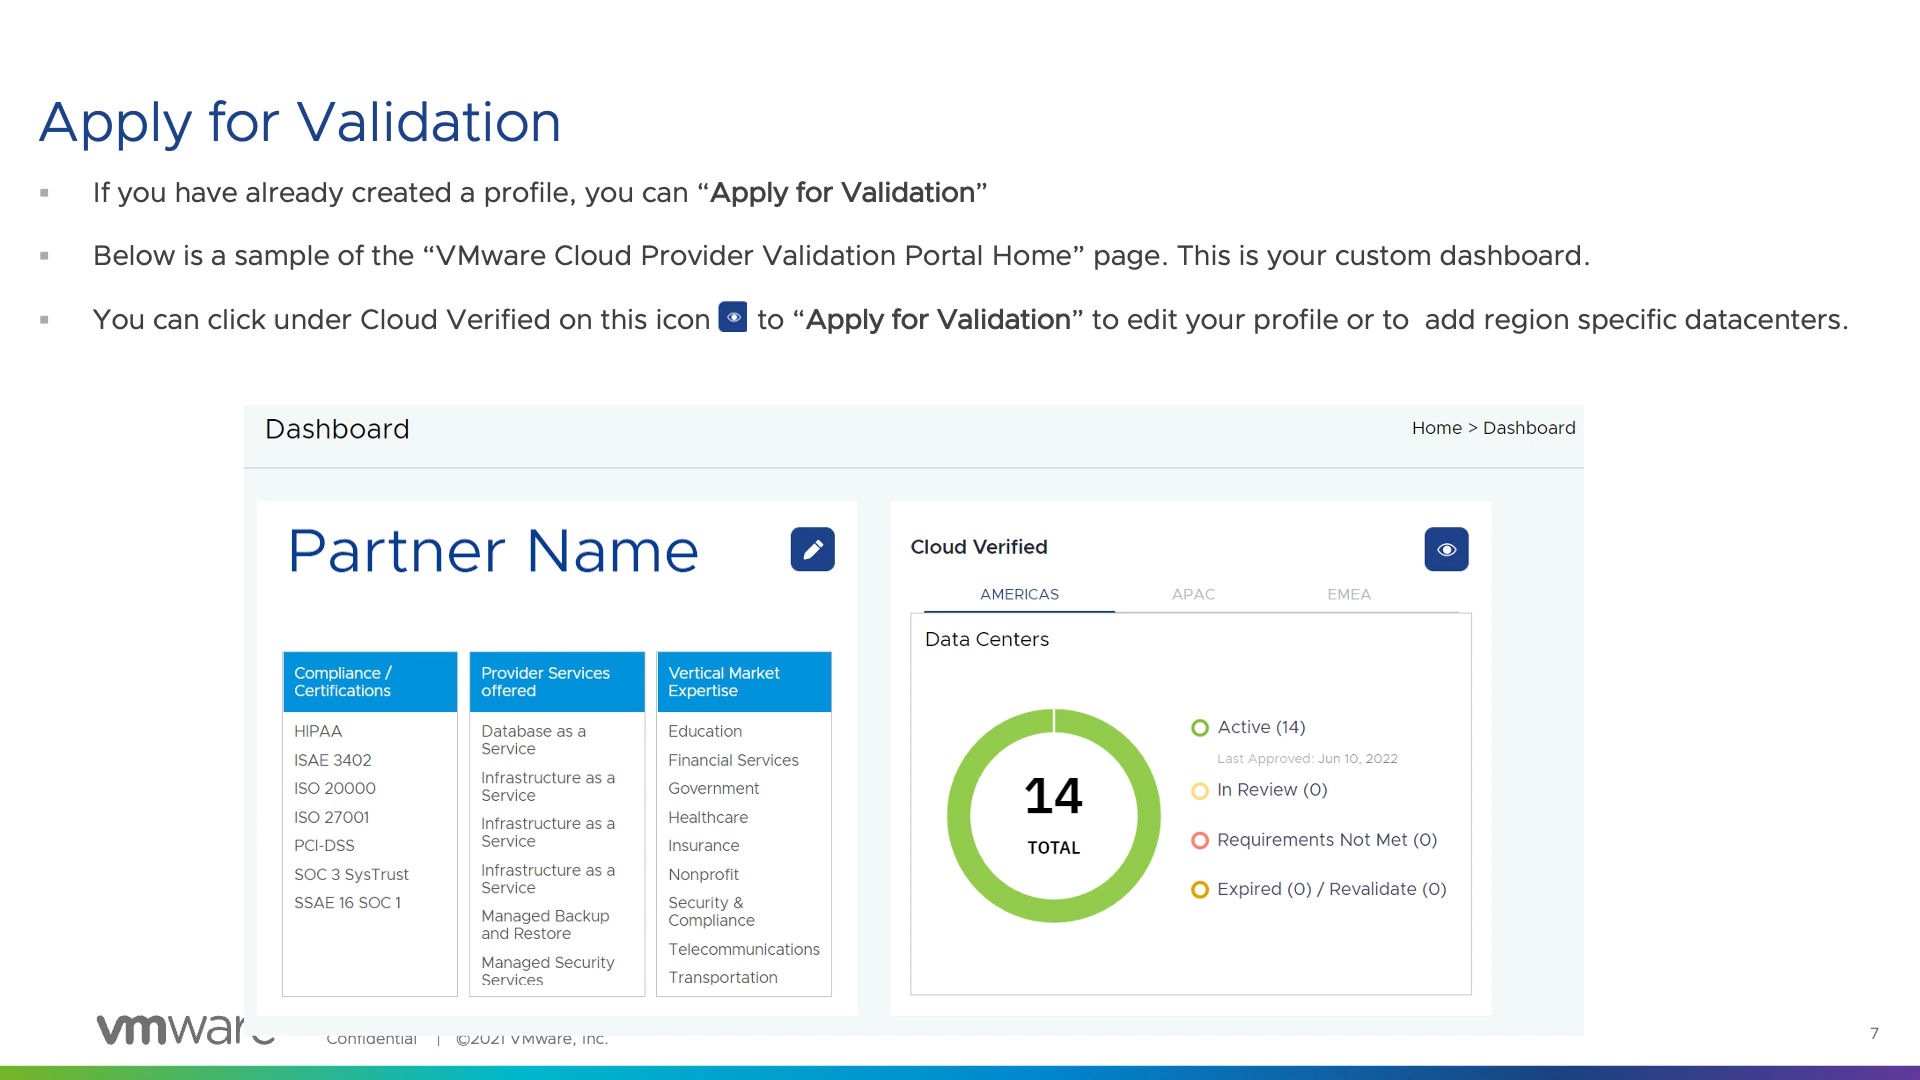 Apply for Validation
If you have already created a profile, you can “Apply for Validation”
Below is a sample of the “VMware Cloud Provider Validation Portal Home” page. This is your custom dashboard.
You can click under Cloud Verified on this icon to “Apply for Validation” to edit your profile or to  add region specific datacenters.
Dashboard
Home > Dashboard
Partner Name
Compliance /
Certifications
HIPAA
ISAE 3402
ISO 20000
ISO 27001
PCI-DSS
SOC 3 SysTrust
SSAE 16 SOC 1
Provider Services
offered
Database as a
Service
Infrastructure as a
Service
Infrastructure as a
Service
Infrastructure as a
Service
Managed Backup
and Restore
Managed Security
Services
Vertical Market
Expertise
Education
Financial Services
Government
Healthcare
Insurance
Nonprofit
Security &
Compliance
Telecommunications
Transportation
Cloud Verified
AMERICAS
APAC
EMEA
Data Centers
14
TOTAL
Active (14)
Last Approved: Jun 10, 2022
In Review (0)
Requirements Not Met (0)
Expired (0) / Revalidate (0)
vmware
Confidential | ©2021 VMware, Inc.
7